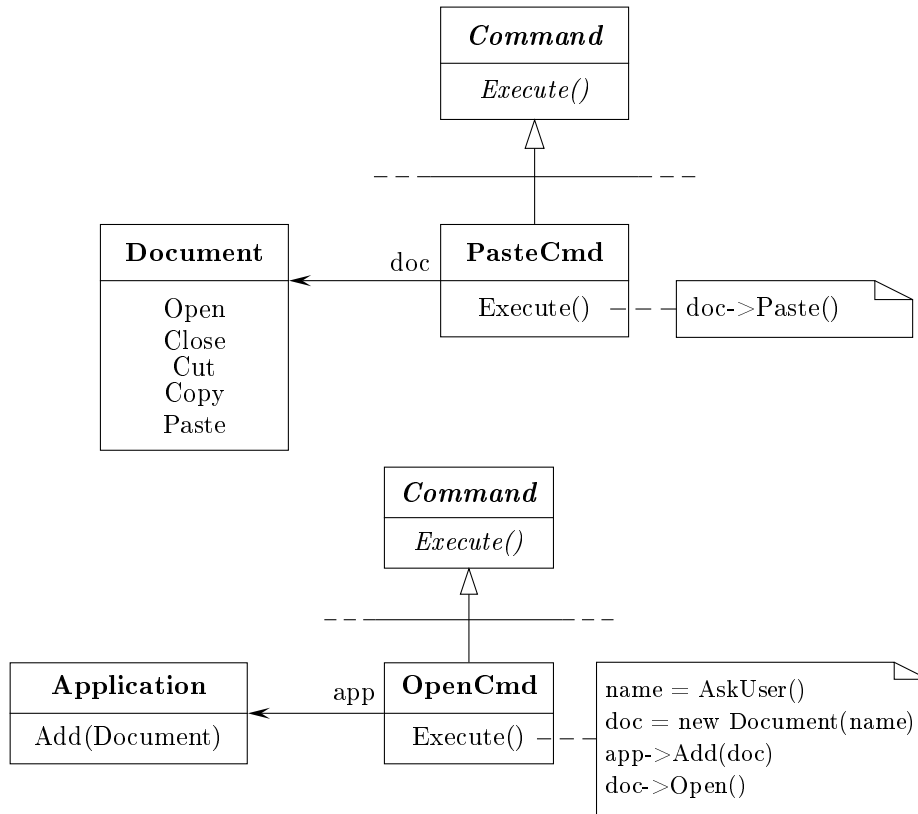 Command
Execute()
Document
Open
Close
Cut
Copy
Paste
doc
PasteCmd
Execute()
doc->Paste()
Command
Execute()
Application
Add(Document)
app
OpenCmd
Execute()
name = AskUser()
doc = new Document(name)
app->Add(doc)
doc->Open()